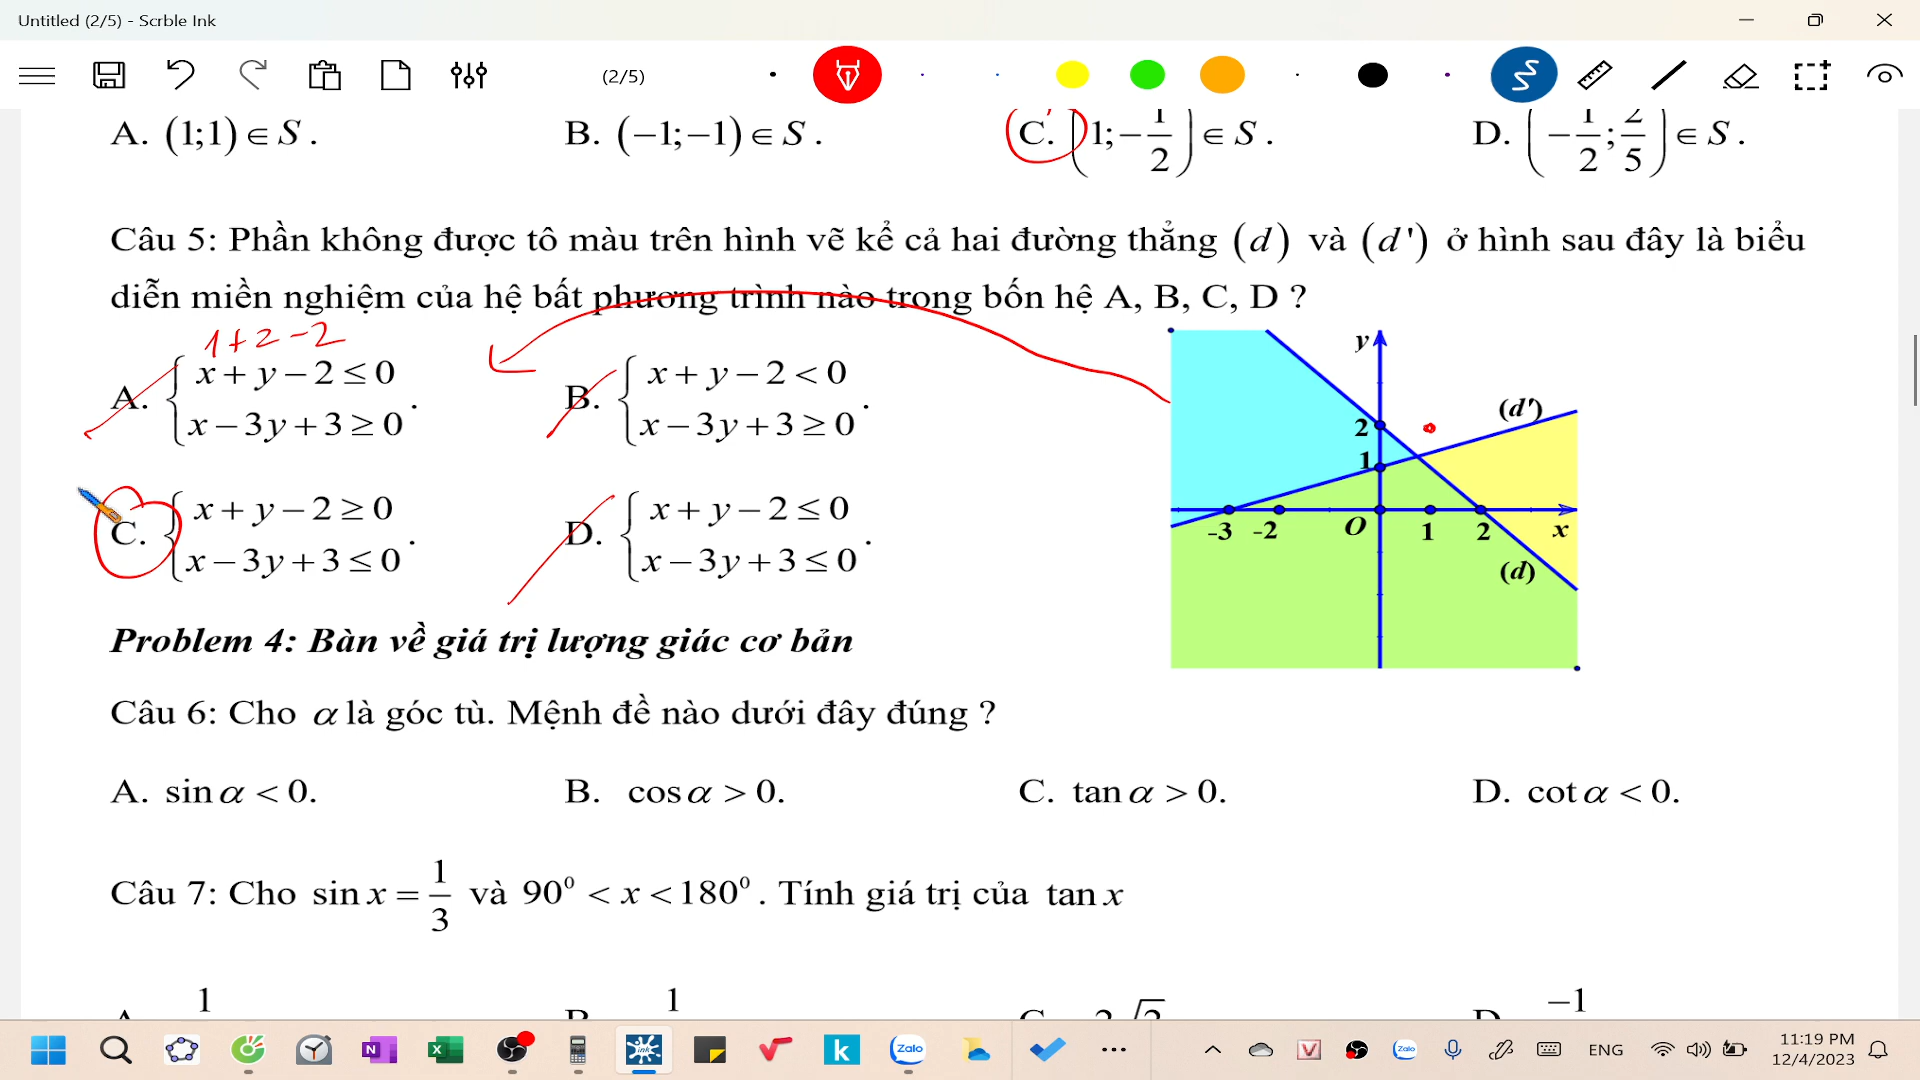 Untitled (2/5) - Scrble Ink
(2/5)
A. (1;1) ∈ S .
B. (−1;−1) ∈ S .
C. (1;−1/2) ∈ S .
D. (−1/2;2/5) ∈ S .
Câu 5: Phần không được tô màu trên hình vẽ kể cả hai đường thẳng (d) và (d') ở hình sau đây là biểu
diễn miền nghiệm của hệ bất phương trình nào trong bốn hệ A, B, C, D ?
1+2-2
A. { x + y − 2 ≤ 0
x − 3y + 3 ≥ 0 .
B. { x + y − 2 < 0
x − 3y + 3 ≥ 0 .
C. { x + y − 2 ≥ 0
x − 3y + 3 ≤ 0 .
D. { x + y − 2 ≤ 0
x − 3y + 3 ≤ 0 .
y
(d')
2
1
-3 -2 O 1 2 x
(d)
Problem 4: Bàn về giá trị lượng giác cơ bản
Câu 6: Cho α là góc tù. Mệnh đề nào dưới đây đúng ?
A. sin α < 0.
B. cos α > 0.
C. tan α > 0.
D. cot α < 0.
Câu 7: Cho sin x = 1/3 và 90⁰ < x < 180⁰ . Tính giá trị của tan x
1
1
−1
ENG
11:19 PM
12/4/2023